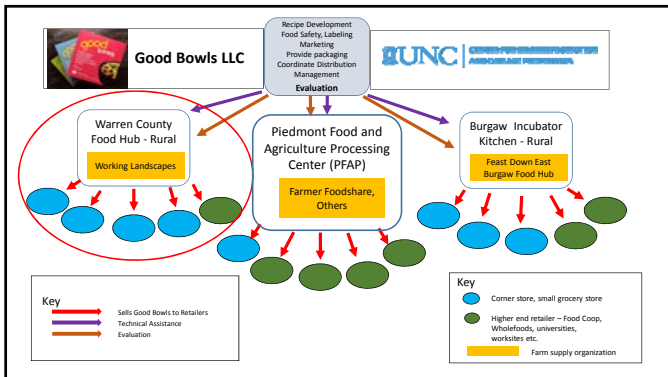 Recipe Development
Food Safety, Labeling
Marketing
Provide packaging
Coordinate Distribution
Management
Evaluation
good
bowls
Good Bowls LLC
UNC
Warren County
Food Hub - Rural
Working Landscapes
Piedmont Food and
Agriculture Processing
Center (PFAP)
Farmer Foodshare,
Others
Burgaw Incubator
Kitchen - Rural
Feast Down East
Burgaw Food Hub
Key
Sells Good Bowls to Retailers
Technical Assistance
Evaluation
Key
Corner store, small grocery store
Higher end retailer – Food Coop,
Wholefoods, universities,
worksites etc.
Farm supply organization